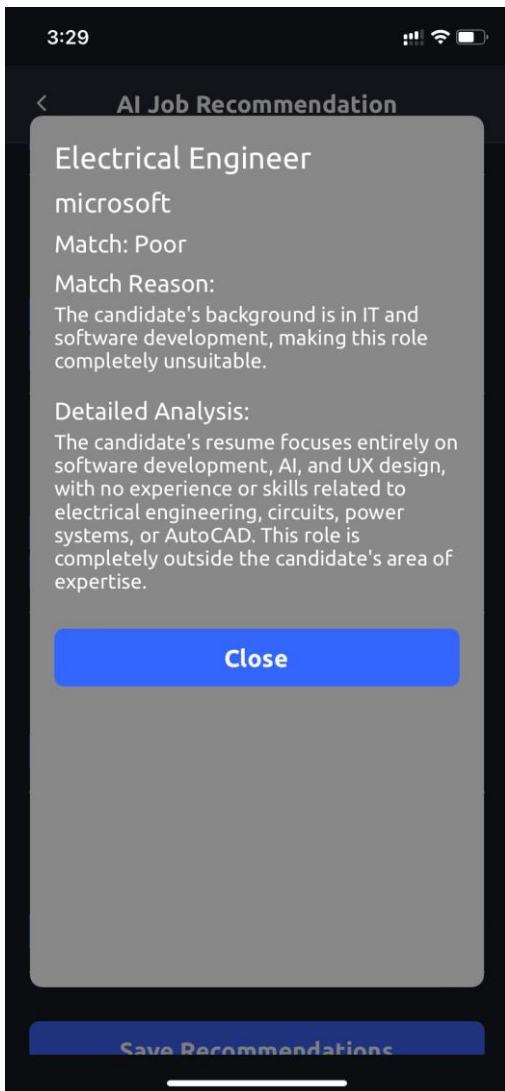 3:29
AI Job Recommendation
Electrical Engineer
microsoft
Match: Poor
Match Reason:
The candidate's background is in IT and
software development, making this role
completely unsuitable.
Detailed Analysis:
The candidate's resume focuses entirely on
software development, AI, and UX design,
with no experience or skills related to
electrical engineering, circuits, power
systems, or AutoCAD. This role is
completely outside the candidate's area of
expertise.
Close
Save Recommendations